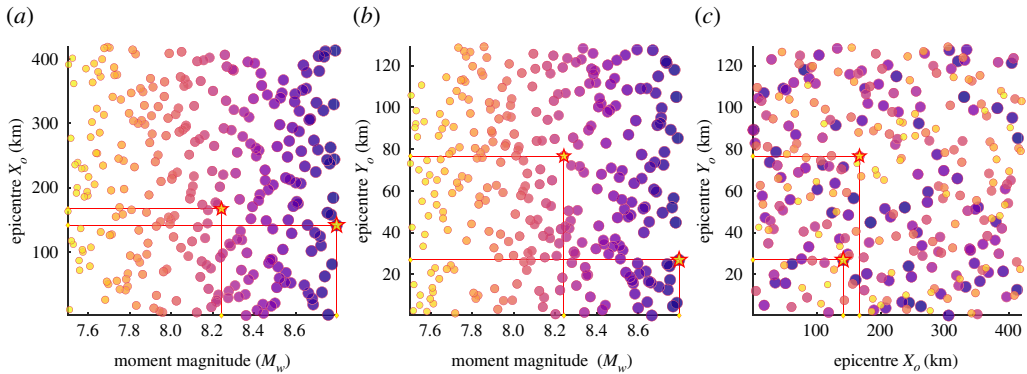 (a)
400
300
200
100
epicentre Xo (km)
7.6 7.8 8.0 8.2 8.4 8.6
moment magnitude (Mw)
(b)
120
100
80
60
40
20
epicentre Yo (km)
7.6 7.8 8.0 8.2 8.4 8.6
moment magnitude (Mw)
(c)
120
100
80
60
40
20
epicentre Yo (km)
100 200 300 400
epicentre Xo (km)